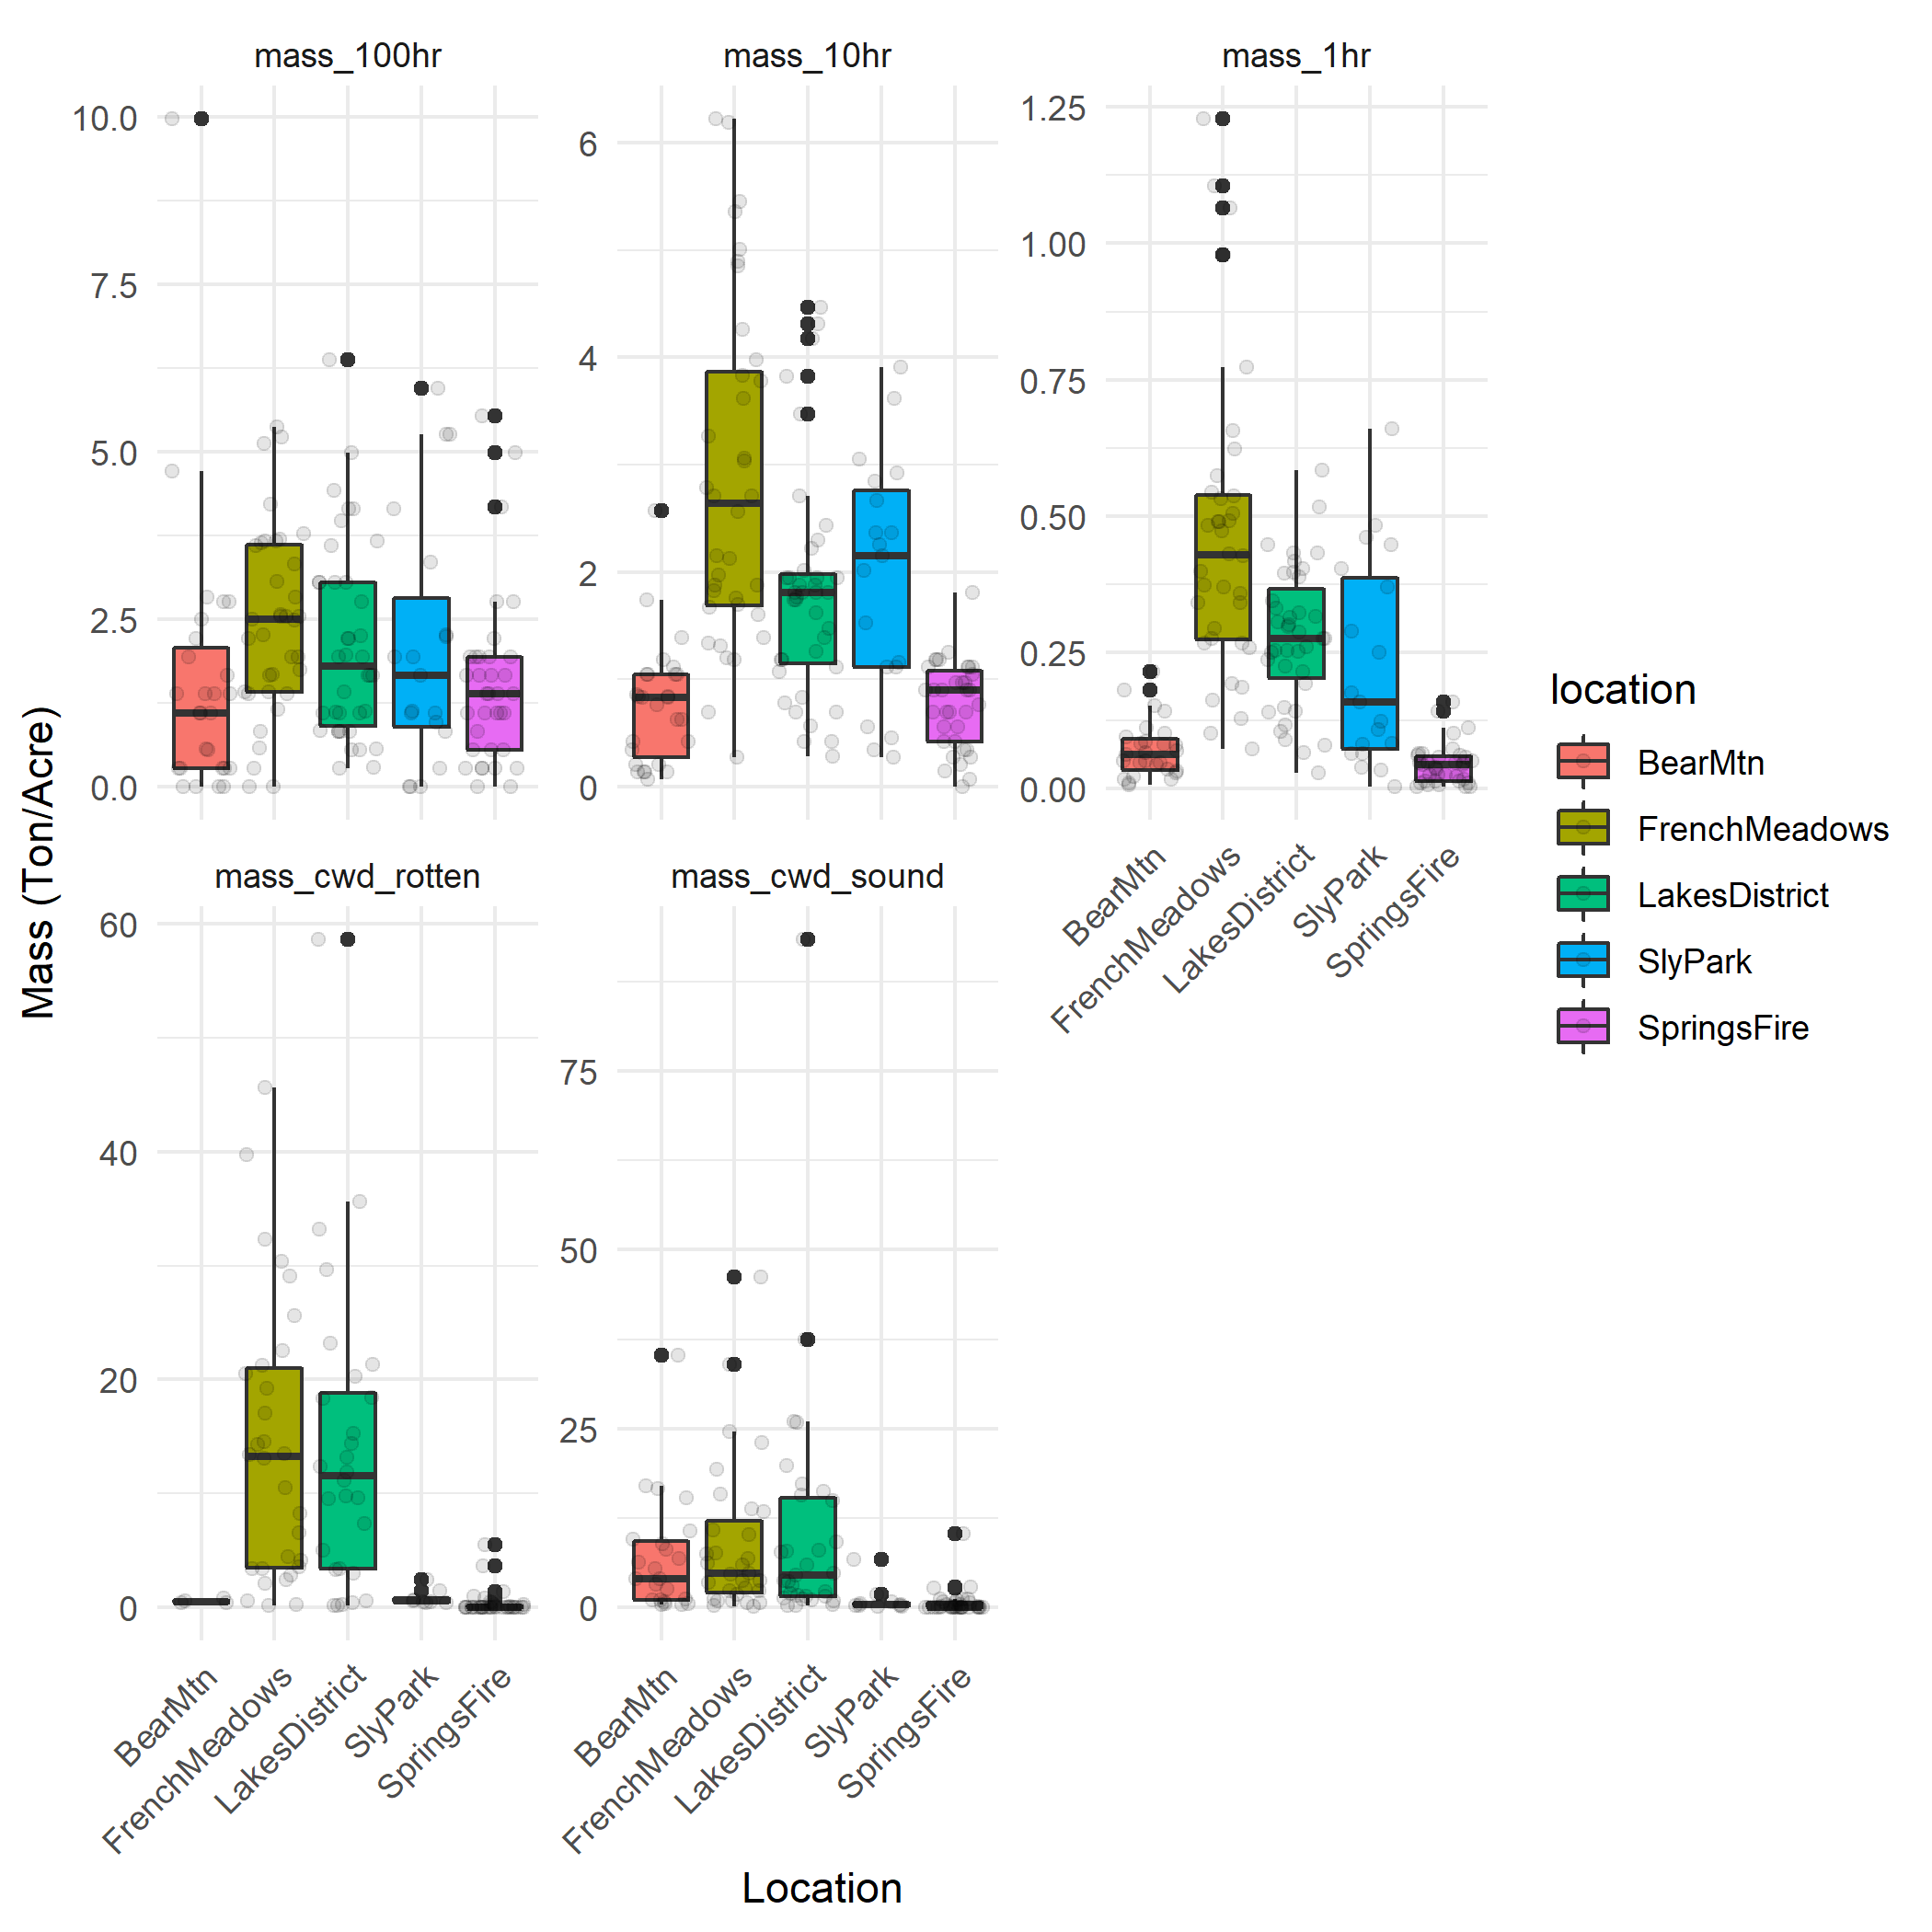 mass_100hr
mass_10hr
mass_1hr
10.0
7.5
5.0
2.5
0.0
6
4
2
0
1.25
1.00
0.75
0.50
0.25
0.00
BearMtn
FrenchMeadows
LakesDistrict
SlyPark
SpringsFire
mass_cwd_rotten
mass_cwd_sound
60
40
20
0
75
50
25
0
BearMtn
FrenchMeadows
LakesDistrict
SlyPark
SpringsFire
BearMtn
FrenchMeadows
LakesDistrict
SlyPark
SpringsFire
Mass (Ton/Acre)
Location
location
BearMtn
FrenchMeadows
LakesDistrict
SlyPark
SpringsFire